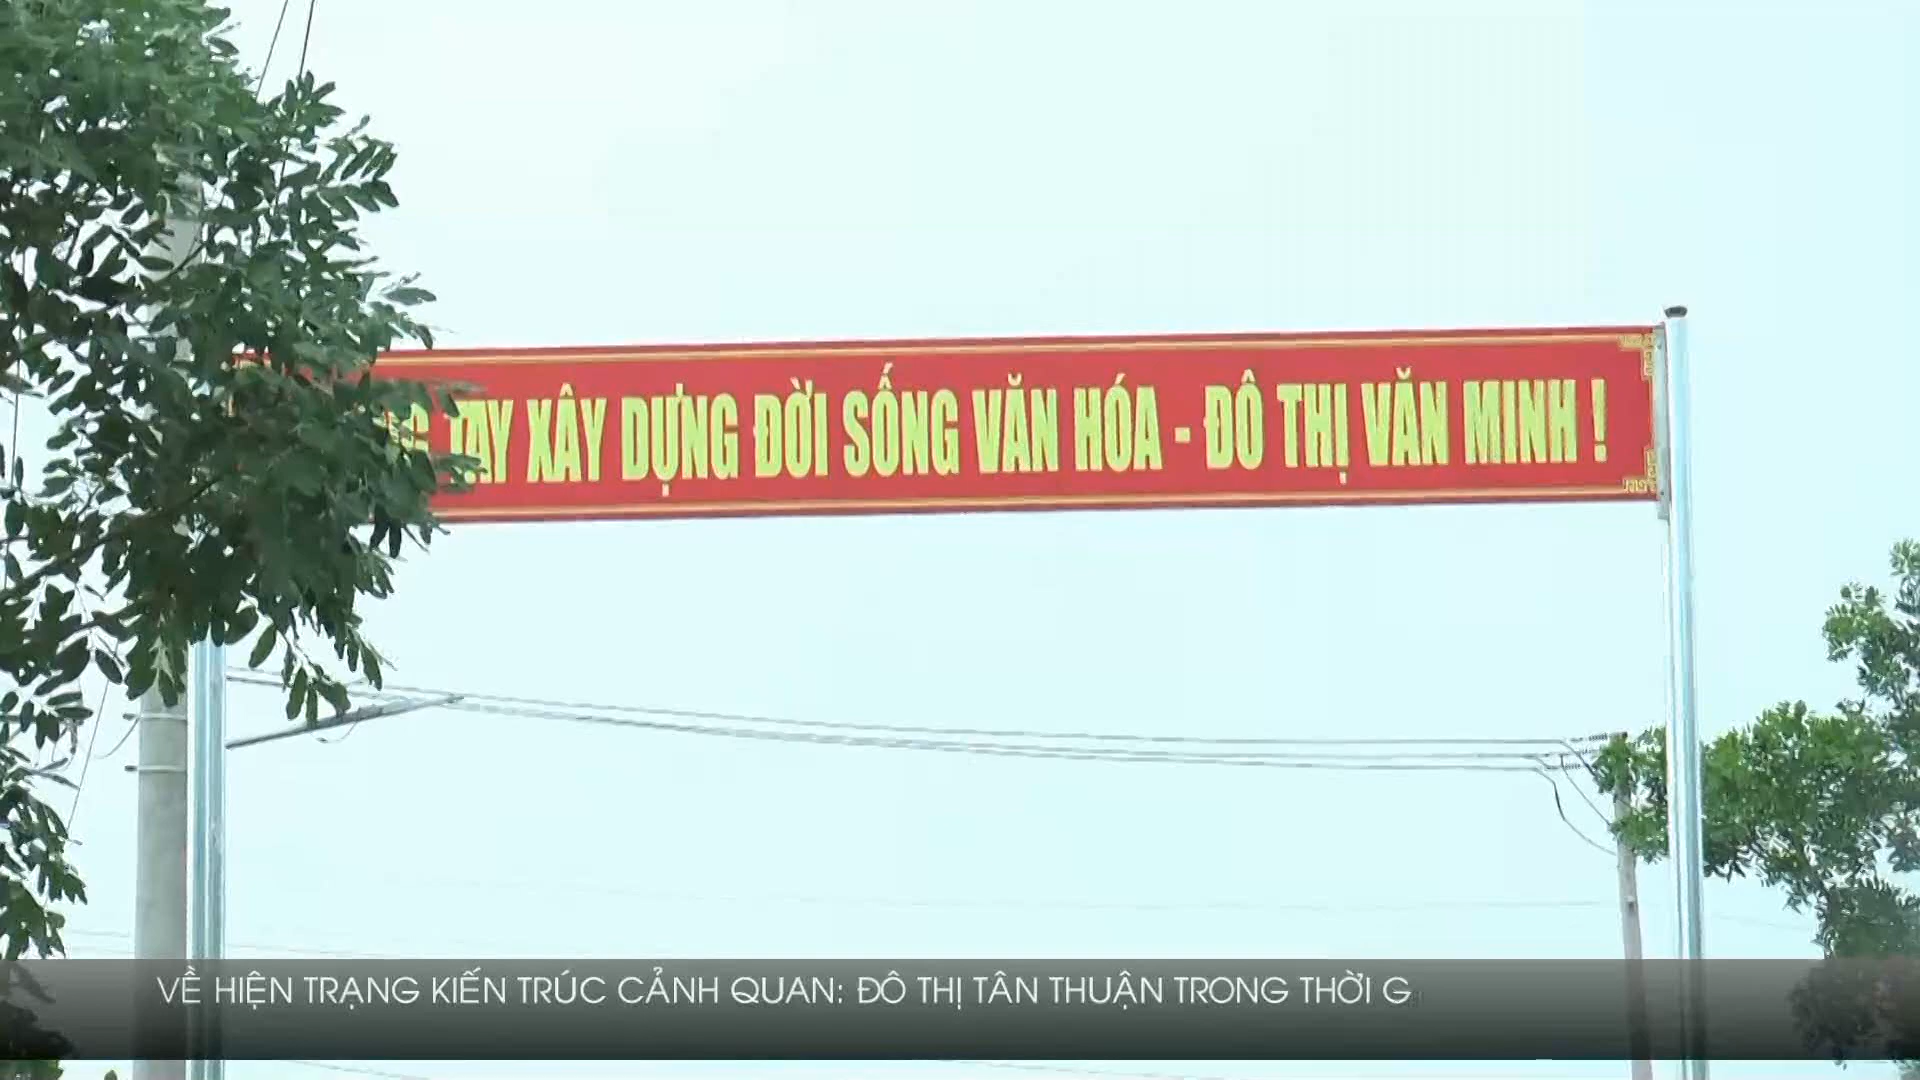 TAY XÂY DỰNG ĐỜI SỐNG VĂN HÓA - ĐÔ THỊ VĂN MINH !
VỀ HIỆN TRẠNG KIẾN TRÚC CẢNH QUAN: ĐÔ THỊ TÂN THUẬN TRONG THỜI G